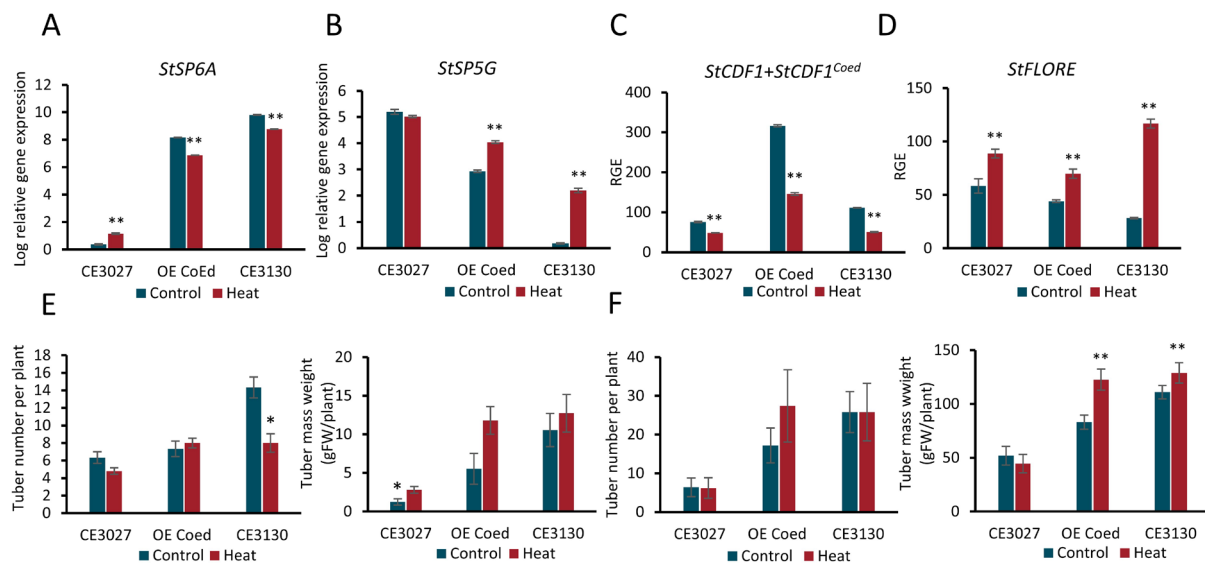 A
StSP6A
Log relative gene expression
12
10
8
6
4
2
0
**
**
**
CE3027 OE CoEd CE3130
Control Heat
B
StSP5G
Log relative gene expression
6
5
4
3
2
1
0
**
**
CE3027 OE Coed CE3130
Control Heat
C
StCDF1+StCDF1Coed
RGE
400
300
200
100
0
**
**
**
CE3027 OE Coed CE3130
Control Heat
D
StFLORE
RGE
150
100
50
0
**
**
**
CE3027 OE Coed CE3130
Control Heat
E
Tuber number per plant
18
16
14
12
10
8
6
4
2
0
*
CE3027 OE Coed CE3130
Control Heat
Tuber mass weight
(gFW/plant)
20
15
10
5
0
*
CE3027 OE Coed CE3130
Control Heat
F
Tuber number per plant
40
30
20
10
0
CE3027 OE Coed CE3130
Control Heat
Tuber mass wwight
(gFW/plant)
150
100
50
0
**
**
CE3027 OE Coed CE3130
Control Heat